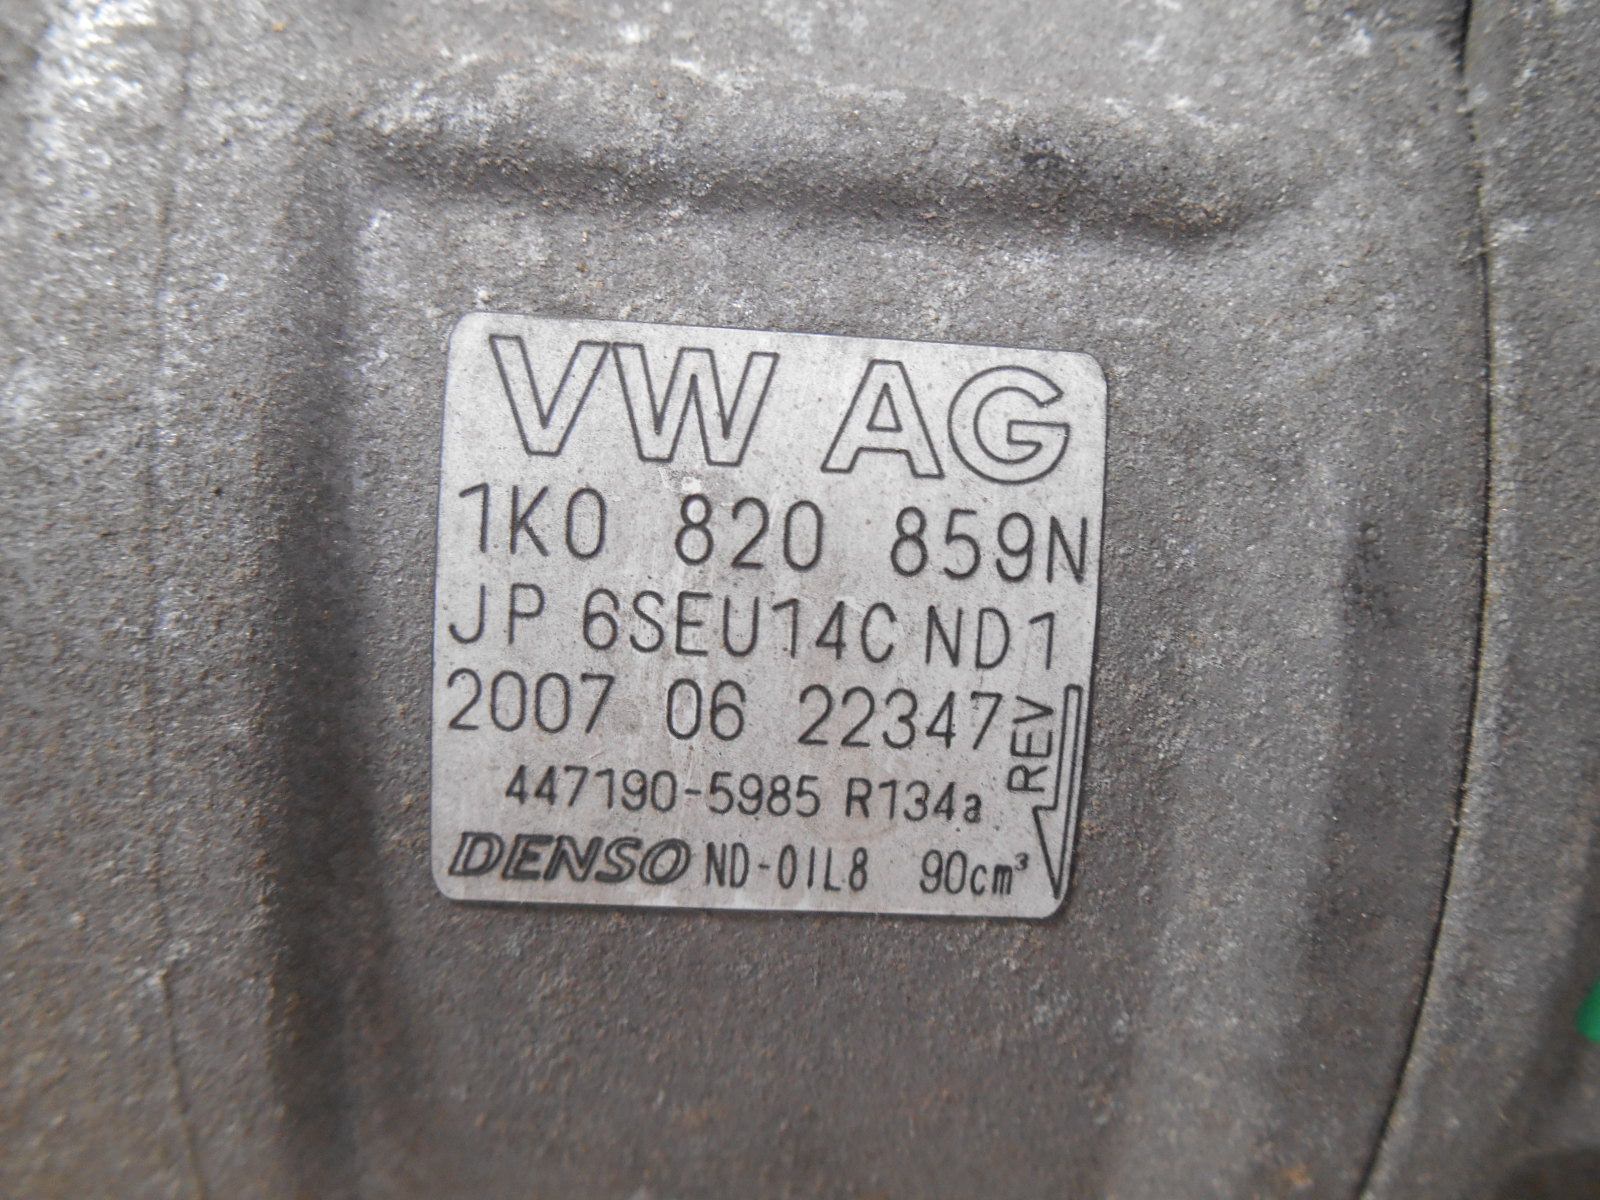 VW AG
1K0 820 859N
JP 6SEU14C ND1
2007 06 22347
REV
447190-5985 R134a
DENSO ND-OIL8 90cm³